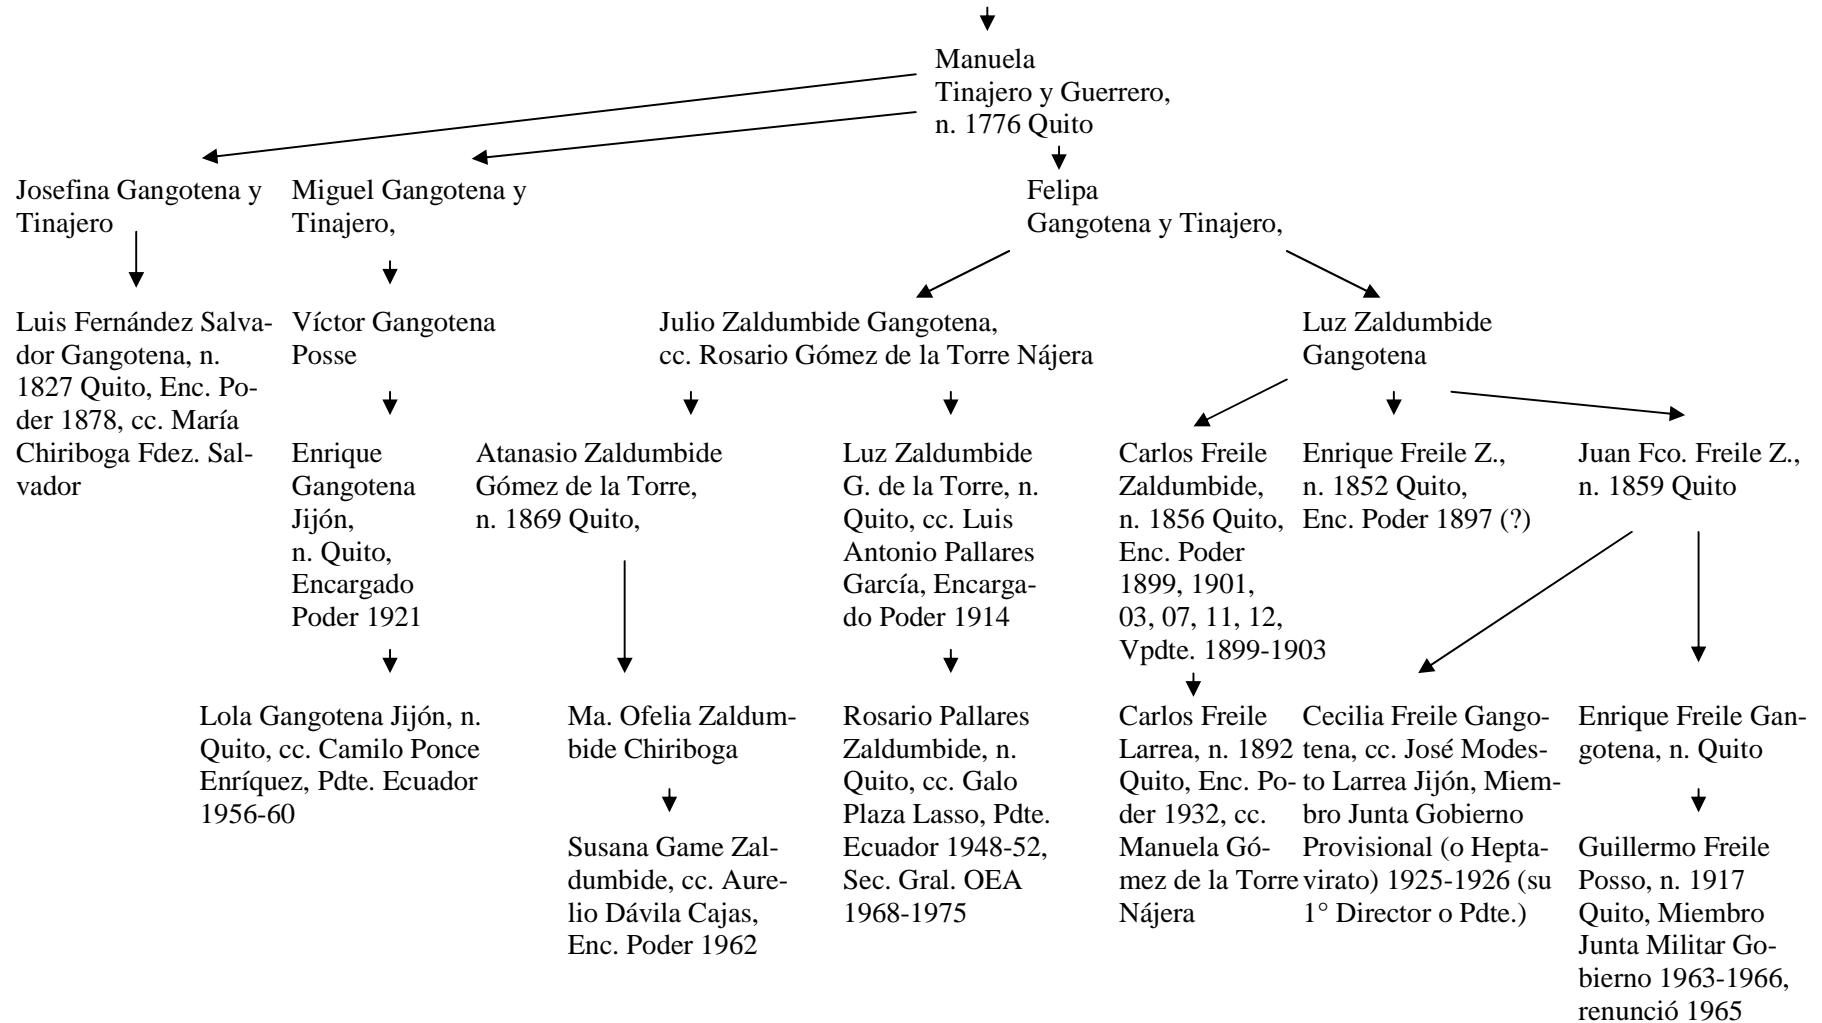 Manuela
Tinajero y Guerrero,
n. 1776 Quito
Josefina Gangotena y
Tinajero
Miguel Gangotena y
Tinajero,
Felipa
Gangotena y Tinajero,
Luis Fernández Salva-
dor Gangotena, n.
1827 Quito, Enc. Po-
der 1878, cc. María
Chiriboga Fdez. Sal-
vador
Víctor Gangotena
Posse
Julio Zaldumbide Gangotena,
cc. Rosario Gómez de la Torre Nájera
Luz Zaldumbide
Gangotena
Enrique
Gangotena
Jijón,
n. Quito,
Encargado
Poder 1921
Atanasio Zaldumbide
Gómez de la Torre,
n. 1869 Quito,
Luz Zaldumbide
G. de la Torre, n.
Quito, cc. Luis
Antonio Pallares
García, Encarga-
do Poder 1914
Carlos Freile
Zaldumbide,
n. 1856 Quito,
Enc. Poder
1899, 1901,
03, 07, 11, 12,
Vpdte. 1899-1903
Enrique Freile Z.,
n. 1852 Quito,
Enc. Poder 1897 (?)
Juan Fco. Freile Z.,
n. 1859 Quito
Lola Gangotena Jijón, n.
Quito, cc. Camilo Ponce
Enríquez, Pdte. Ecuador
1956-60
Ma. Ofelia Zaldum-
bide Chiriboga
Susana Game Zal-
dumbide, cc. Aure-
lio Dávila Cajas,
Enc. Poder 1962
Rosario Pallares
Zaldumbide, n.
Quito, cc. Galo
Plaza Lasso, Pdte.
Ecuador 1948-52,
Sec. Gral. OEA
1968-1975
Carlos Freile
Larrea, n. 1892
Quito, Enc. Po-
der 1932, cc.
Manuela Gó-
mez de la Torre
Nájera
Cecilia Freile Gango-
tena, cc. José Modes-
to Larrea Jijón, Miem-
bro Junta Gobierno
Provisional (o Hepta-
virato) 1925-1926 (su
1° Director o Pdte.)
Enrique Freile Gan-
gotena, n. Quito
Guillermo Freile
Posso, n. 1917
Quito, Miembro
Junta Militar Go-
bierno 1963-1966,
renunció 1965